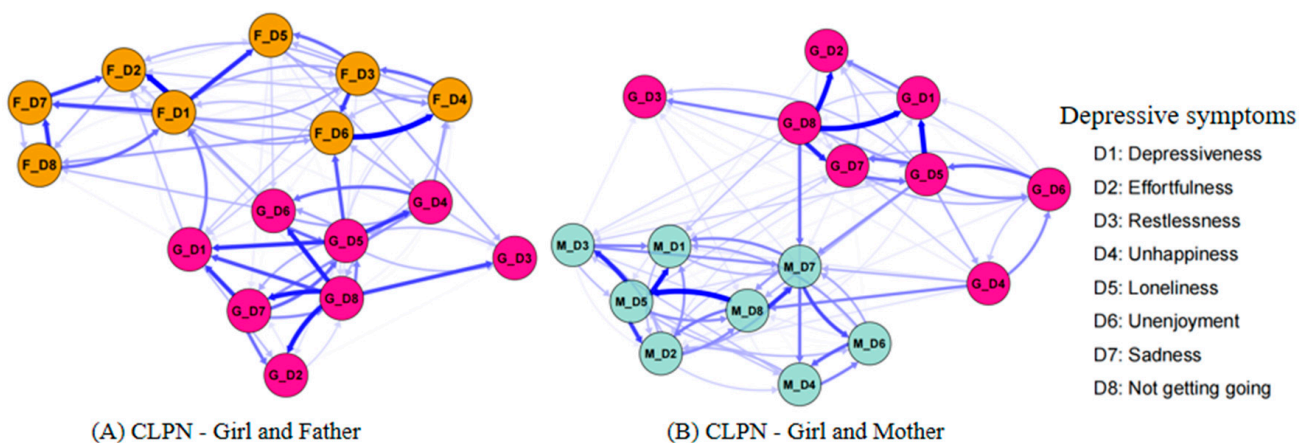 F_D5
F_D2
F_D3
F_D7
F_D1
F_D4
F_D6
F_D8
G_D6
G_D4
G_D1
G_D5
G_D3
G_D7
G_D8
G_D2
(A) CLPN - Girl and Father
G_D2
G_D3
G_D1
G_D8
G_D7
G_D5
G_D6
M_D3
M_D1
M_D7
G_D4
M_D5
M_D8
M_D2
M_D6
M_D4
(B) CLPN - Girl and Mother
Depressive symptoms
D1: Depressiveness
D2: Effortfulness
D3: Restlessness
D4: Unhappiness
D5: Loneliness
D6: Unenjoyment
D7: Sadness
D8: Not getting going